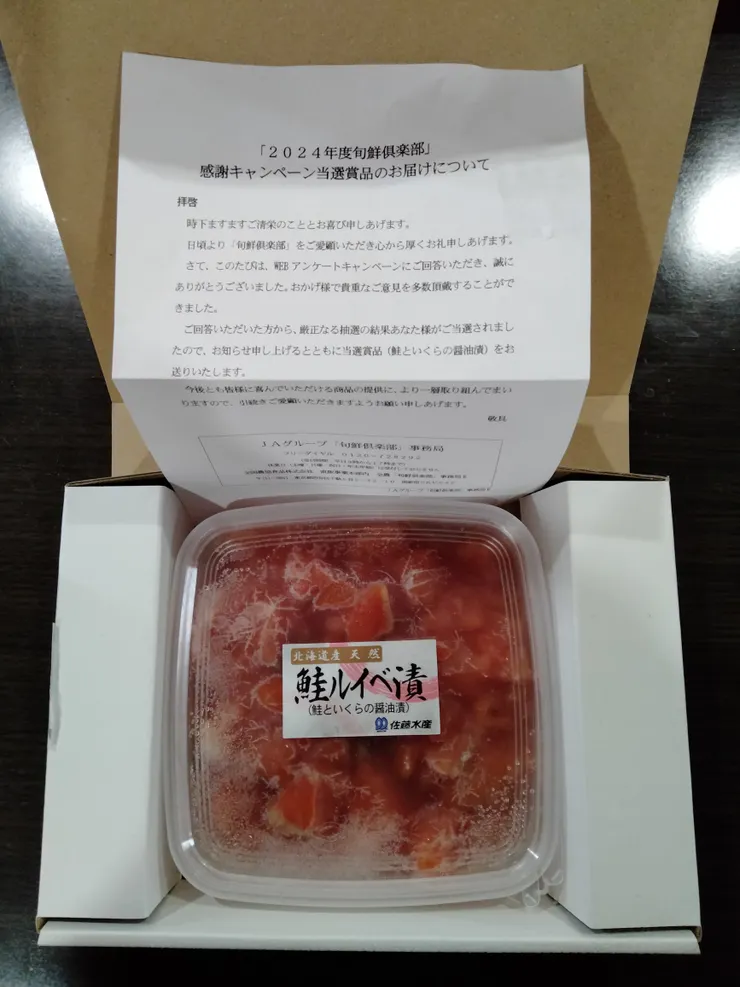 「２０２４年度旬鮮倶楽部」
感謝キャンペーン当選賞品のお届けについて
拝啓
時下ますますご清栄のこととお喜び申しあげます。
日頃より「旬鮮倶楽部」をご愛顧いただき心から厚くお礼申しあげます。
さて、このたびは、WEBアンケートキャンペーンにご回答いただき、誠に
ありがとうございました。おかげ様で貴重なご意見を多数頂戴することがで
きました。
ご回答いただいた方から、厳正なる抽選の結果あなた様がご当選されまし
たので、お知らせ申し上げるとともに当選賞品（鮭といくらの醤油漬）をお
送りいたします。
今後とも皆様に喜んでいただける商品の提供に、より一層取り組んでまい
りますので、引続きご愛顧いただきますようお願い申しあげます。
敬具
ＪＡグループ「旬鮮倶楽部」事務局
フリーダイヤル
北海道産 天然
鮭ルイベ漬
（鮭といくらの醤油漬）
佐藤水産